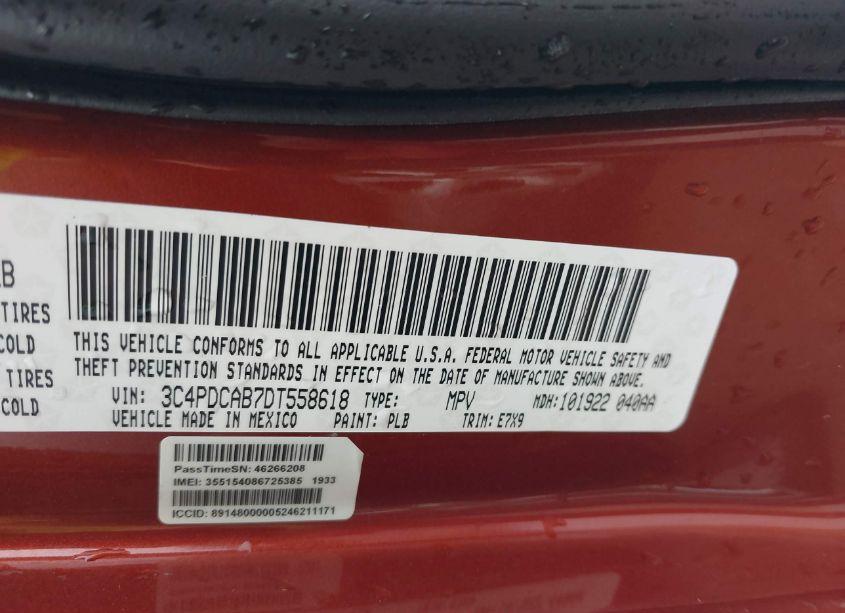 B
TIRES
COLD
TIRES
COLD
THIS VEHICLE CONFORMS TO ALL APPLICABLE U.S.A. FEDERAL MOTOR VEHICLE SAFETY AND
THEFT PREVENTION STANDARDS IN EFFECT ON THE DATE OF MANUFACTURE SHOWN ABOVE.
VIN: 3C4PDCAB7DT558618 TYPE: MPV MDH: 101922 040AA
VEHICLE MADE IN MEXICO PAINT: PLB TRIM: E7X9
PassTimeSN: 46266208
IMEI: 355154086725385 1933
ICCID: 89148000005246211171